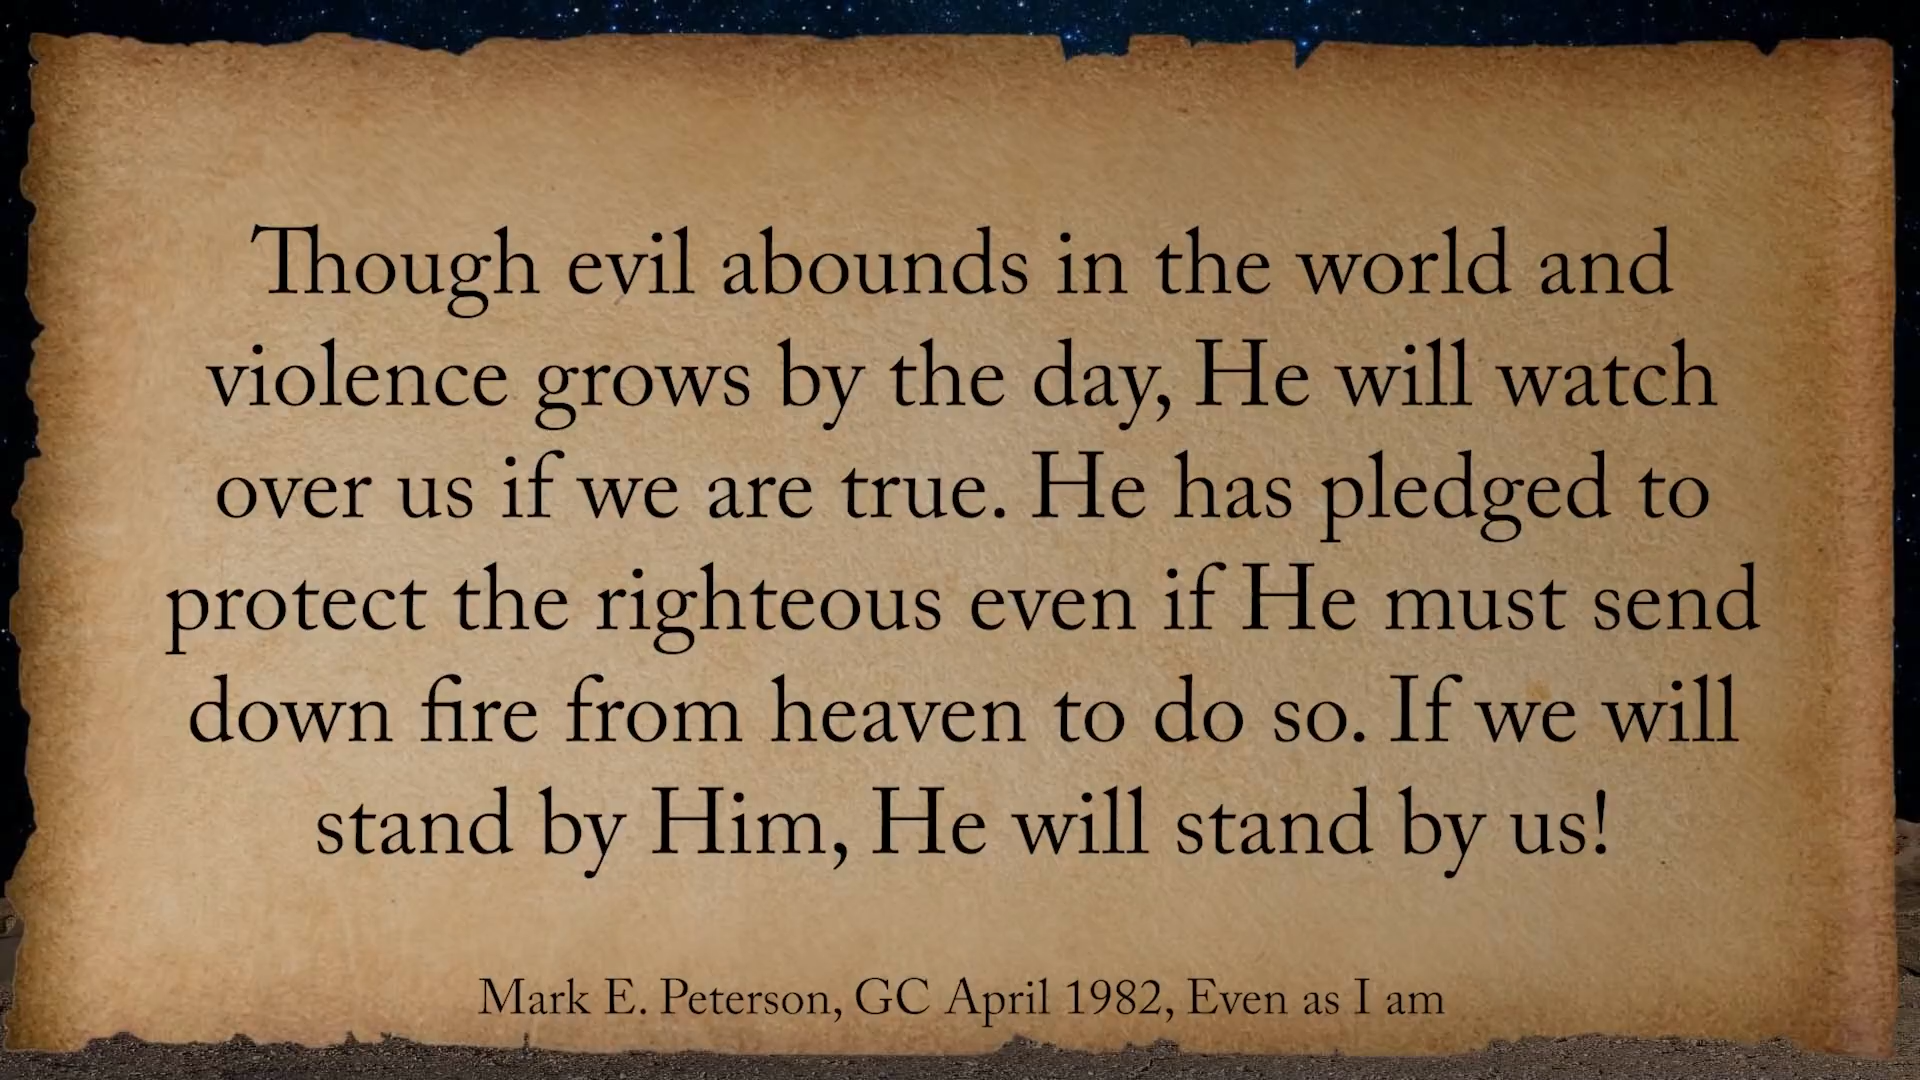 Though evil abounds in the world and
violence grows by the day, He will watch
over us if we are true. He has pledged to
protect the righteous even if He must send
down fire from heaven to do so. If we will
stand by Him, He will stand by us!
Mark E. Peterson, GC April 1982, Even as I am